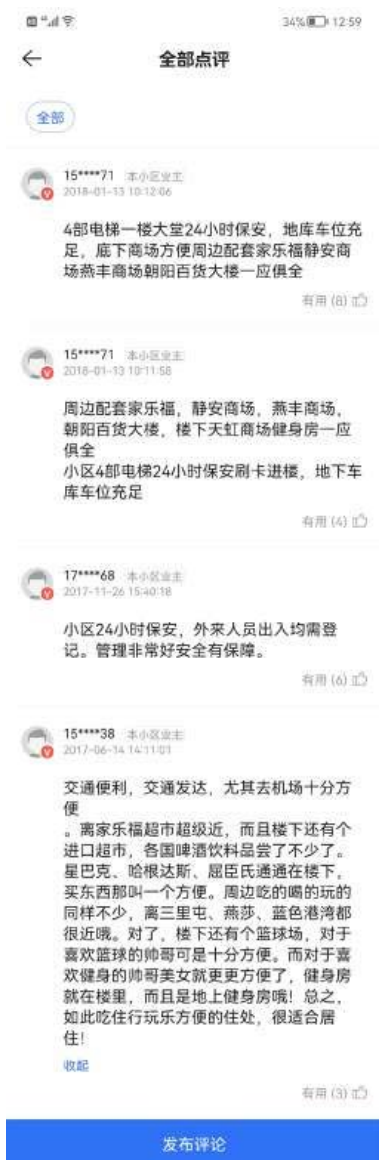 34% 12:59
全部点评
全部
15****71 本小区业主
2018-01-13 10:12:06
4部电梯一楼大堂24小时保安，地库车位充
足，底下商场方便周边配套家乐福静安商
场燕丰商场朝阳百货大楼一应俱全
有用 (8)
15****71 本小区业主
2018-01-13 10:11:58
周边配套家乐福，静安商场，燕丰商场，
朝阳百货大楼，楼下天虹商场健身房一应
俱全
小区4部电梯24小时保安刷卡进楼，地下车
库车位充足
有用 (4)
17****68 本小区业主
2017-11-26 15:40:18
小区24小时保安，外来人员出入均需登
记。管理非常好安全有保障。
有用 (6)
15****38 本小区业主
2017-06-14 14:11:01
交通便利，交通发达，尤其去机场十分方
便
。离家乐福超市超级近，而且楼下还有个
进口超市，各国啤酒饮料品尝了不少了。
星巴克、哈根达斯、屈臣氏通通在楼下，
买东西那叫一个方便。周边吃的喝的玩的
同样不少，离三里屯、燕莎、蓝色港湾都
很近哦。对了，楼下还有个篮球场，对于
喜欢篮球的帅哥可是十分方便。而对于喜
欢健身的帅哥美女就更更方便了，健身房
就在楼里，而且是地上健身房哦！总之，
如此吃住行玩乐方便的住处，很适合居
住！
收起
有用 (3)
发布评论